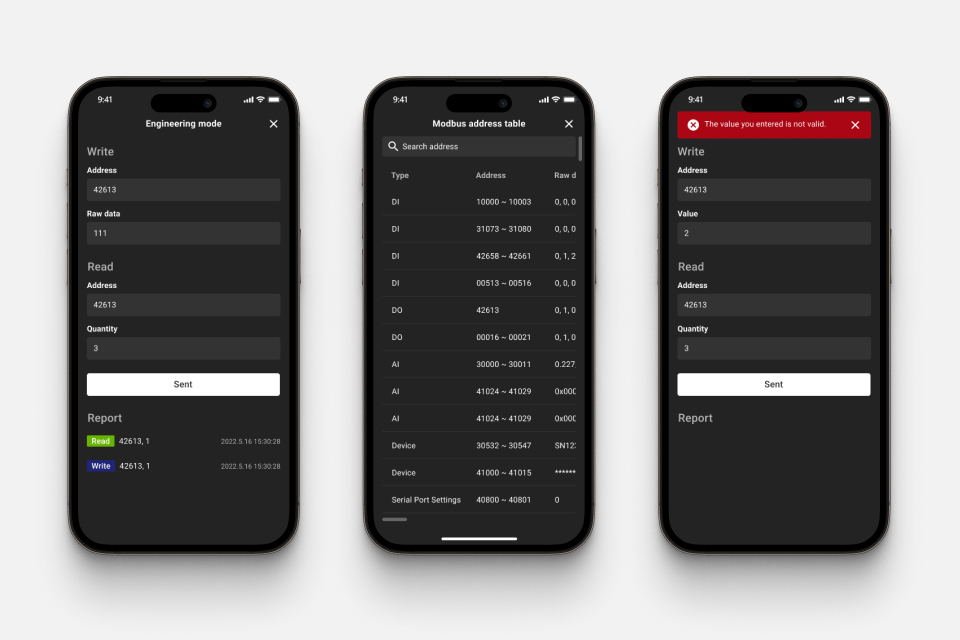 9:41
Engineering mode
Write
Address
42613
Raw data
111
Read
Address
42613
Quantity
3
Sent
Report
Read 42613, 1 2022.5.16 15:30:28
Write 42613, 1 2022.5.16 15:30:28
9:41
Modbus address table
Search address
Type Address Raw d
DI 10000 ~ 10003 0, 0, 0
DI 31073 ~ 31080 0, 0, 0
DI 42658 ~ 42661 0, 1, 2
DI 00513 ~ 00516 0, 0, 0
DO 42613 0, 1, 0
DO 00016 ~ 00021 0, 1, 0
AI 30000 ~ 30011 0.227
AI 41024 ~ 41029 0x000
AI 41024 ~ 41029 0x000
Device 30532 ~ 30547 SN12
Device 41000 ~ 41015 ******
Serial Port Settings 40800 ~ 40801 0
9:41
The value you entered is not valid.
Write
Address
42613
Value
2
Read
Address
42613
Quantity
3
Sent
Report